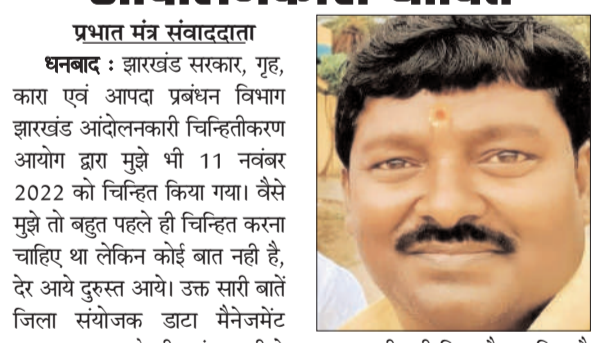 प्रभात मंत्र संवाददाता
धनबाद : झारखंड सरकार, गृह,
कारा एवं आपदा प्रबंधन विभाग
झारखंड आंदोलनकारी चिन्हितीकरण
आयोग द्वारा मुझे भी 11 नवंबर
2022 को चिन्हित किया गया। वैसे
मुझे तो बहुत पहले ही चिन्हित करना
चाहिए था लेकिन कोई बात नही है,
देर आये दुरुस्त आये। उक्त सारी बातें
जिला संयोजक डाटा मैनेजमेंट